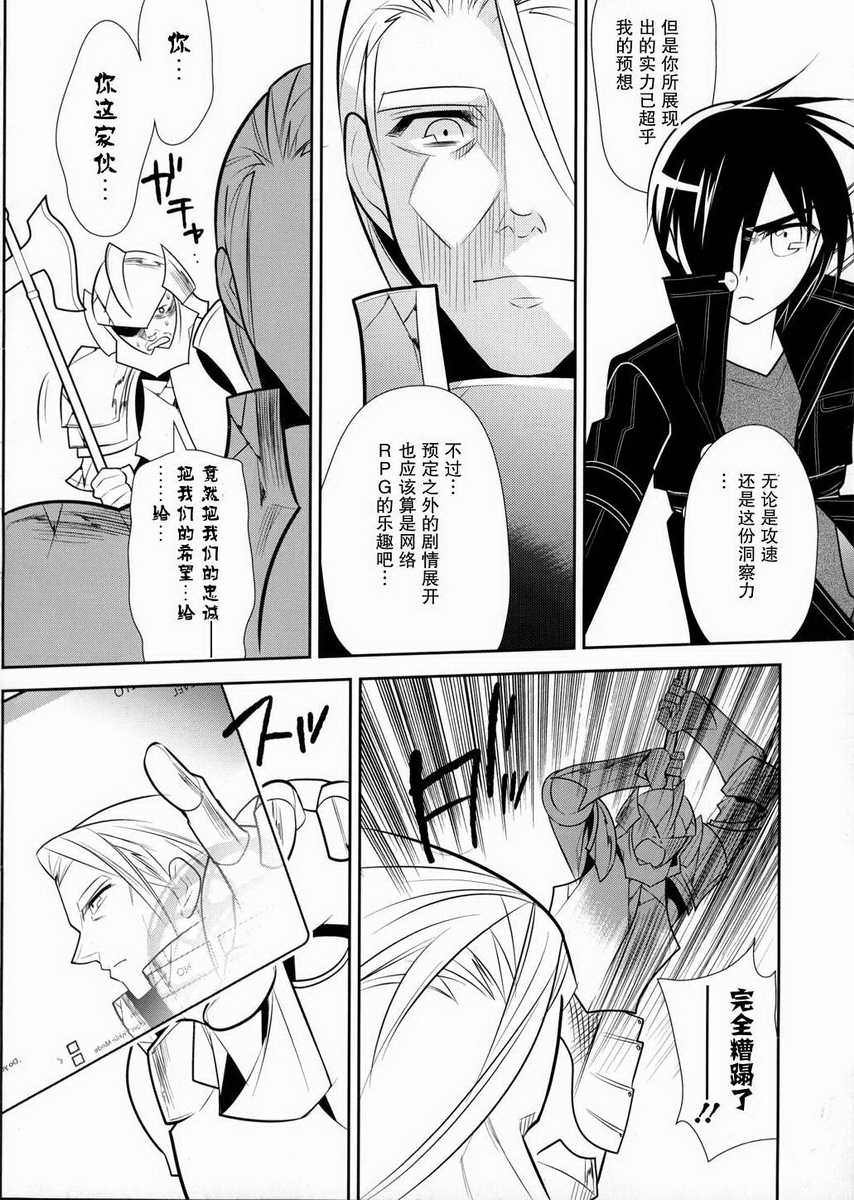 但是你所展现
出的实力已超乎
我的预想
无论是攻速
还是这份洞察力
…
不过…
预定之外的剧情展开
也应该算是网络
RPG的乐趣吧…
你…
你这家伙…
ガチャ
竟然把我们的忠诚——
把我们的希望…给
……给…
ドッ
完全糟蹋了
——!!
スッ
NO